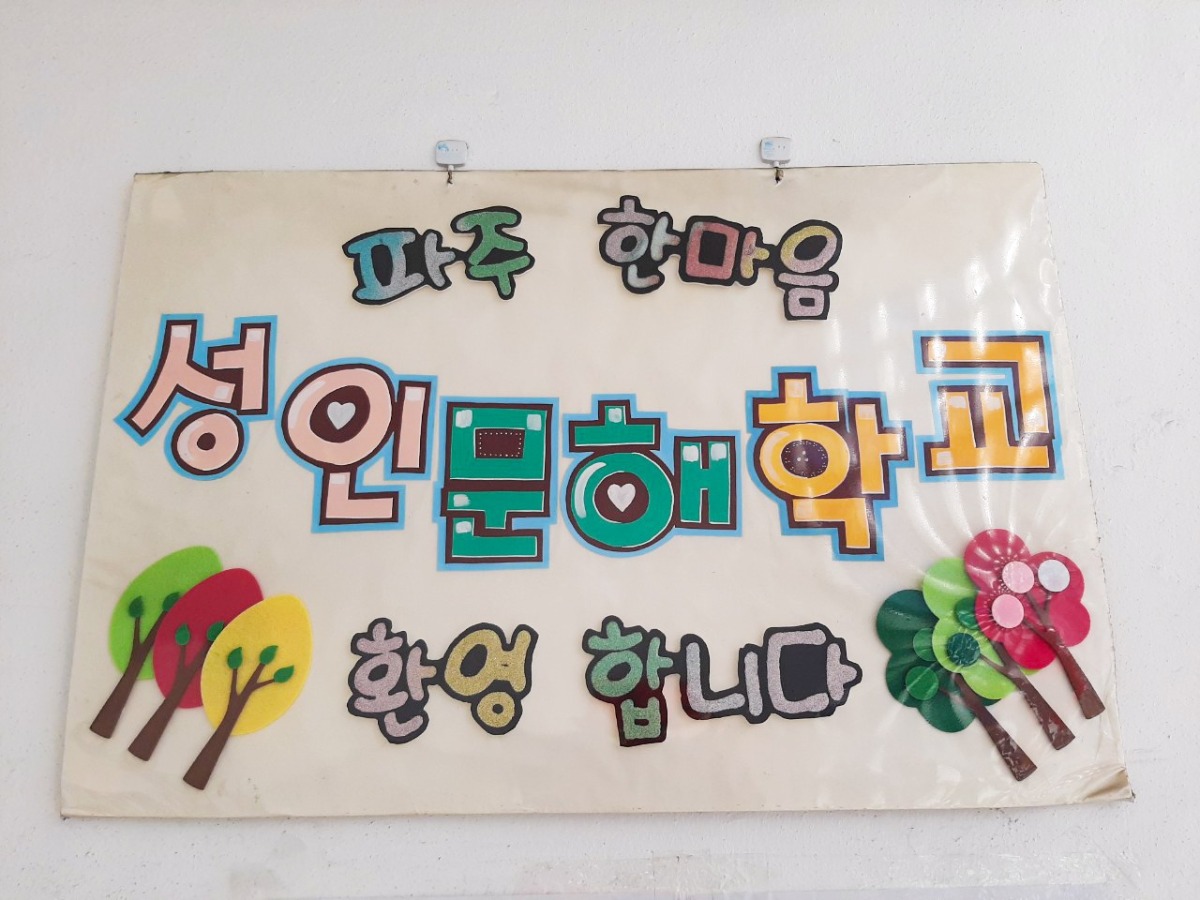 파주 한마음
성인문해학교
환영 합니다